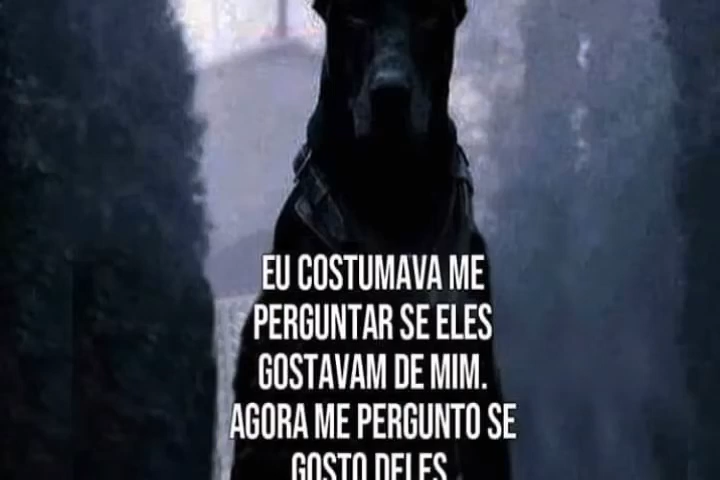 EU COSTUMAVA ME
PERGUNTAR SE ELES
GOSTAVAM DE MIM.
AGORA ME PERGUNTO SE
GOSTO DELES